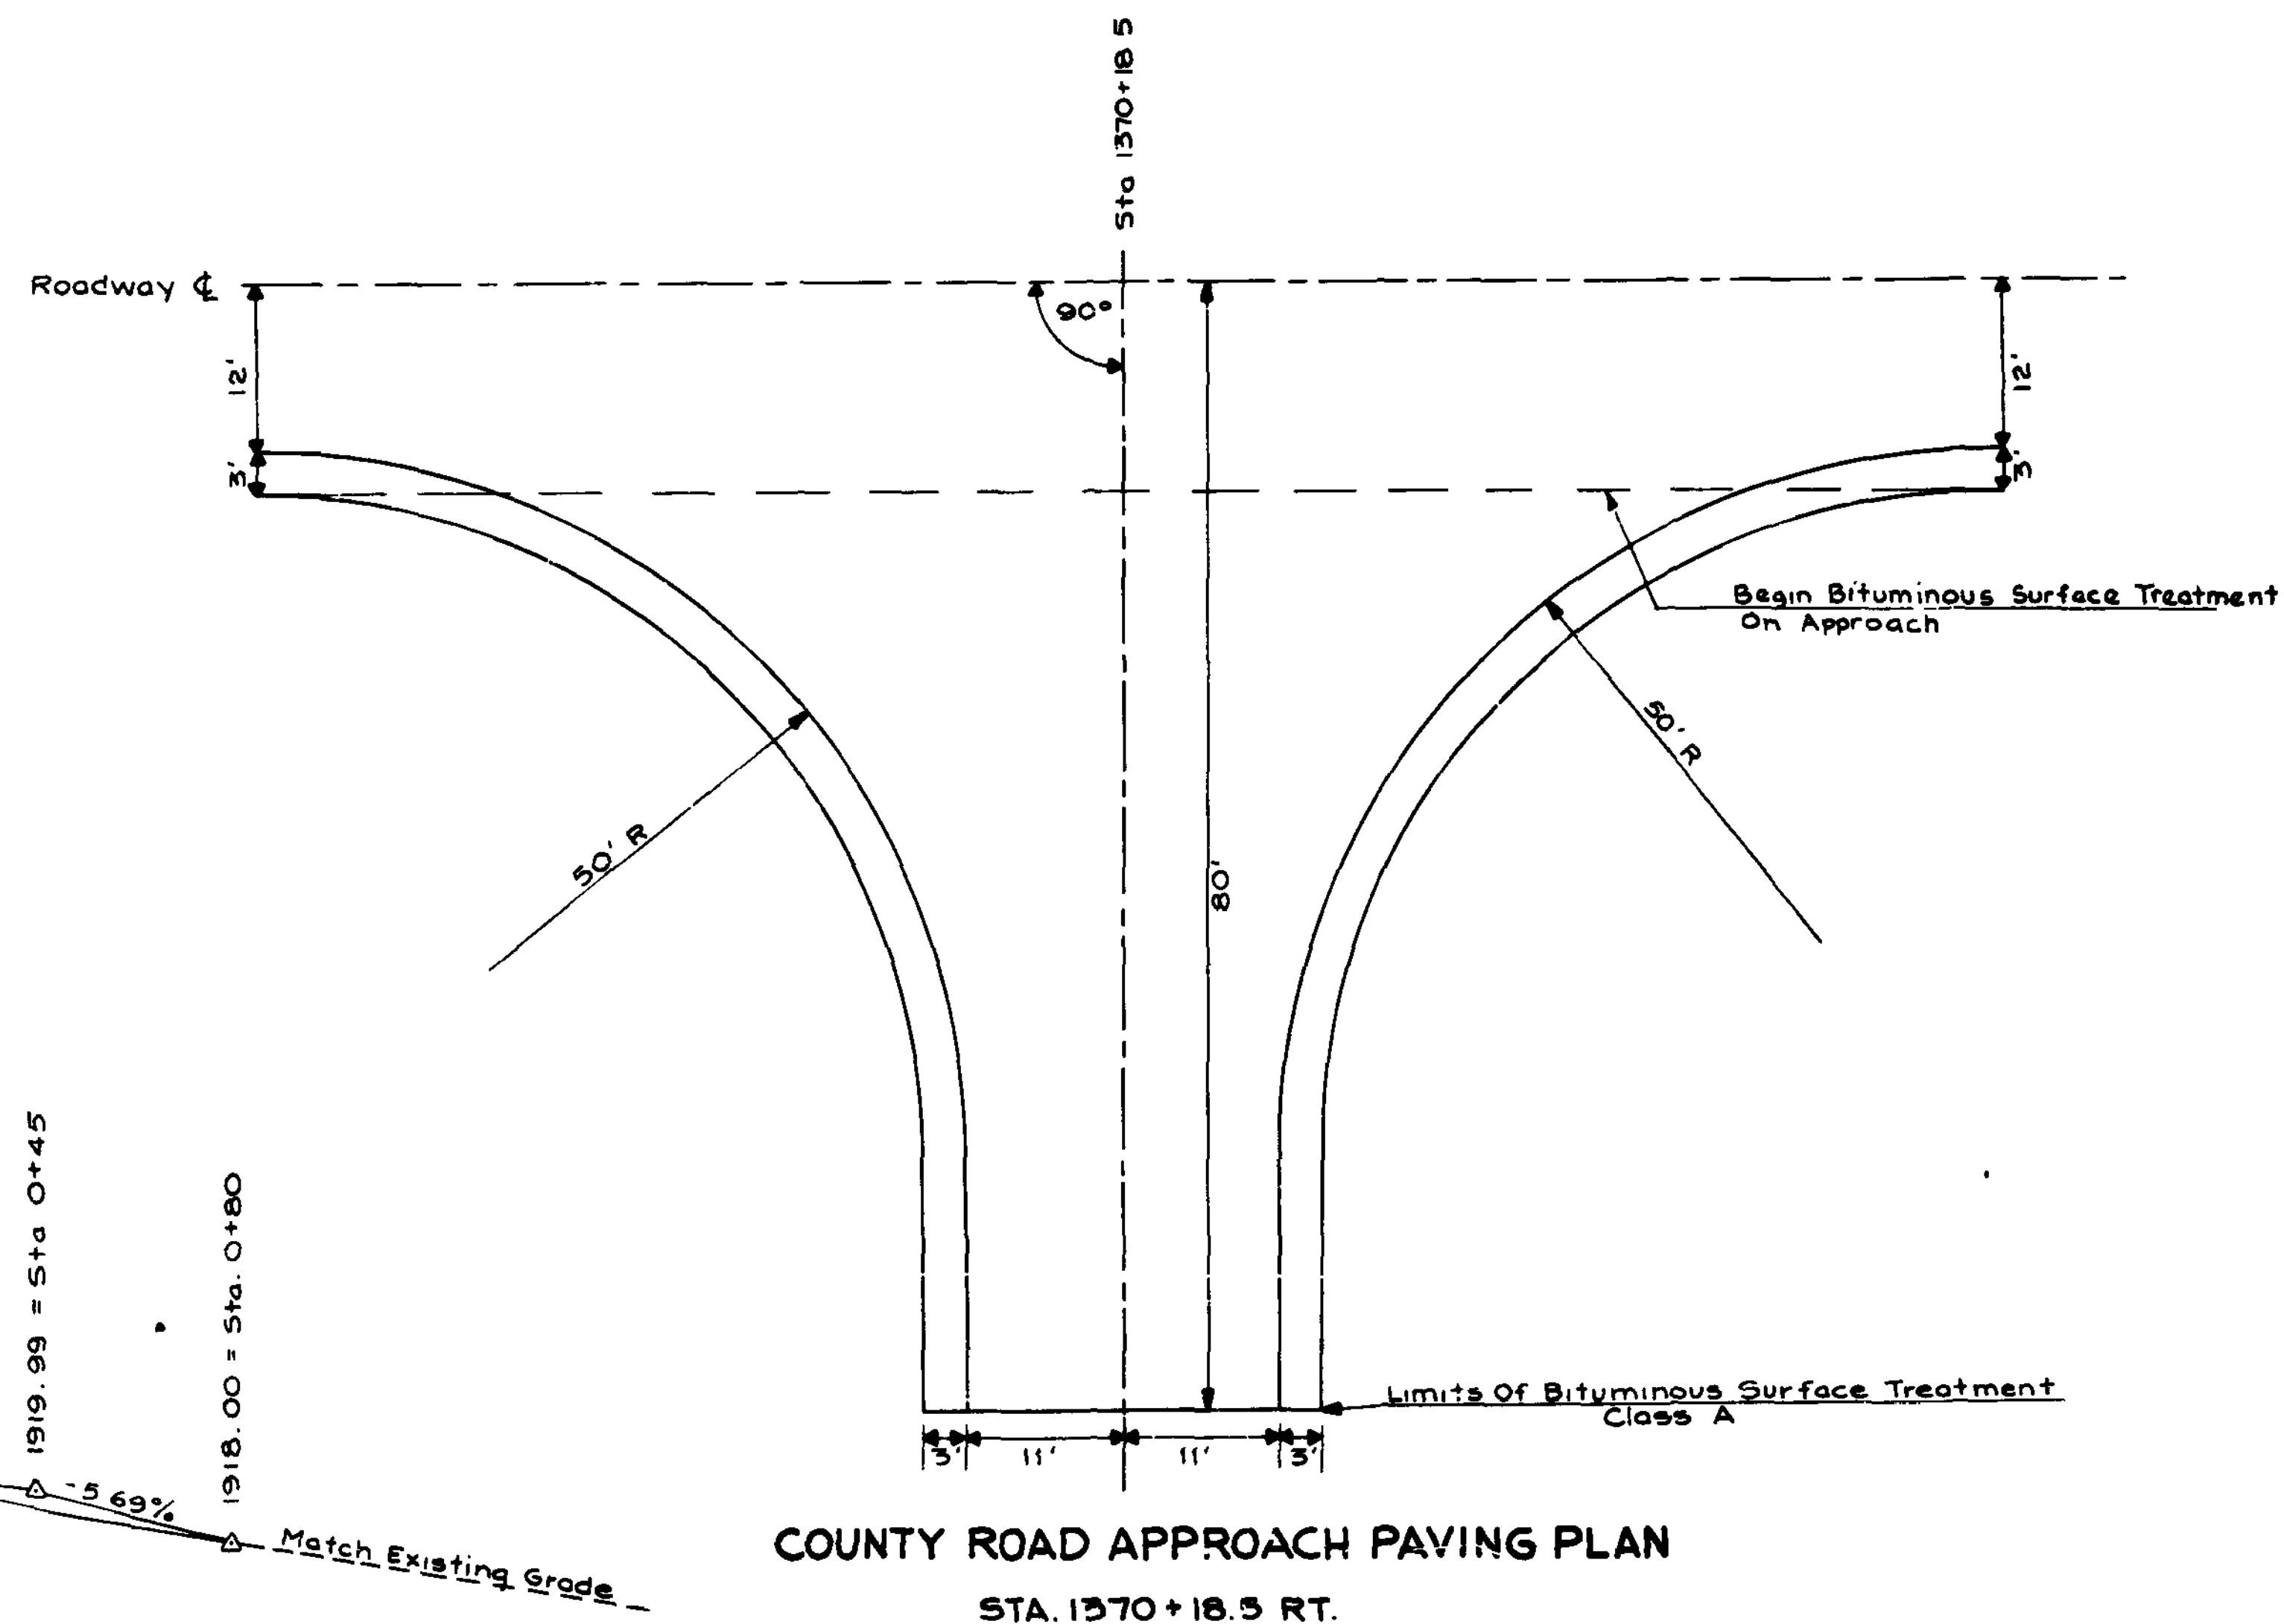 Sta 1370+18 5
Roadway ℄
90°
12'
12'
3'
3'
Begin Bituminous Surface Treatment
On Approach
50' R
50' R
80'
1919.99 = Sta 0+45
1918.00 = Sta. 0+80
Limits Of Bituminous Surface Treatment
Class A
3' 11' 11' 3'
-5 69%
Match Existing Grade
COUNTY ROAD APPROACH PAVING PLAN
STA. 1370 + 18.5 RT.